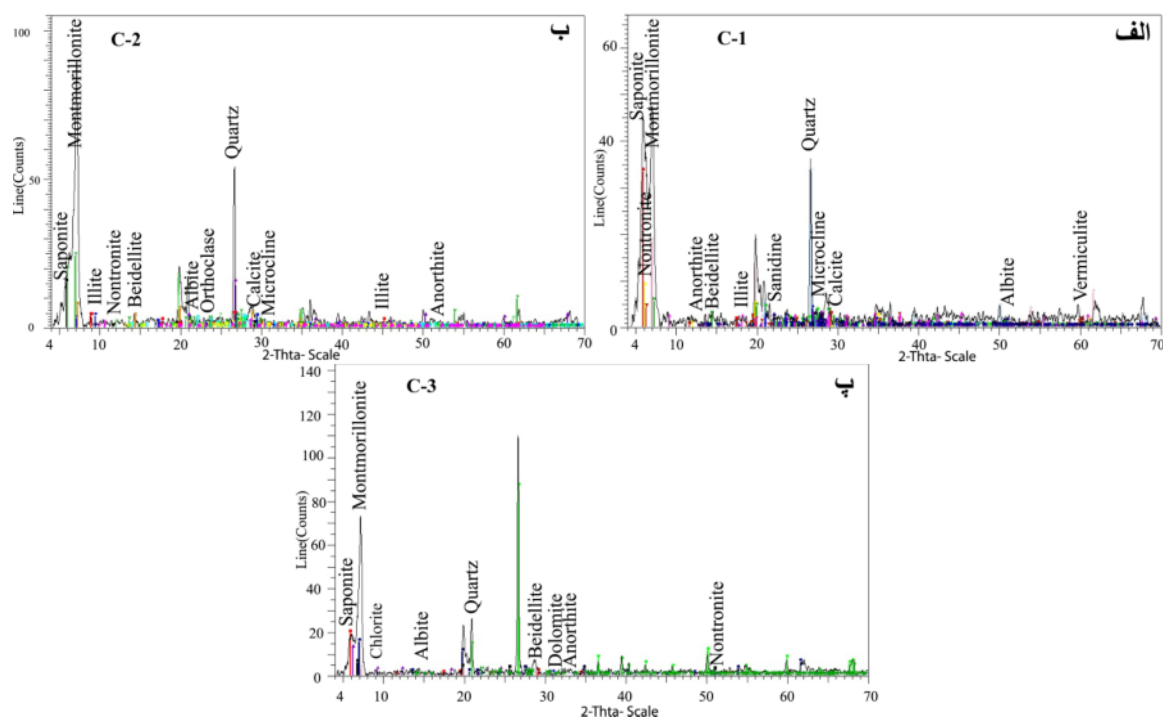 C-2
ب
100
50
0
Line(Counts)
Saponite
Montmorillonite
Illite
Nontronite
Beidellite
Albite
Orthoclase
Quartz
Calcite
Microcline
Illite
Anorthite
4 10 20 30 40 50 60 70
2-Thta- Scale
C-1
الف
60
40
0
Line(Counts)
Saponite
Montmorillonite
Nontronite
Anorthite
Beidellite
Illite
Sanidine
Quartz
Microcline
Calcite
Albite
Vermiculite
4 10 20 30 40 50 60 70
2-Thta- Scale
C-3
پ
140
120
100
80
60
40
20
0
Line(Counts)
Saponite
Montmorillonite
Chlorite
Albite
Quartz
Beidellite
Dolomite
Anorthite
Nontronite
4 10 20 30 40 50 60 70
2-Thta- Scale